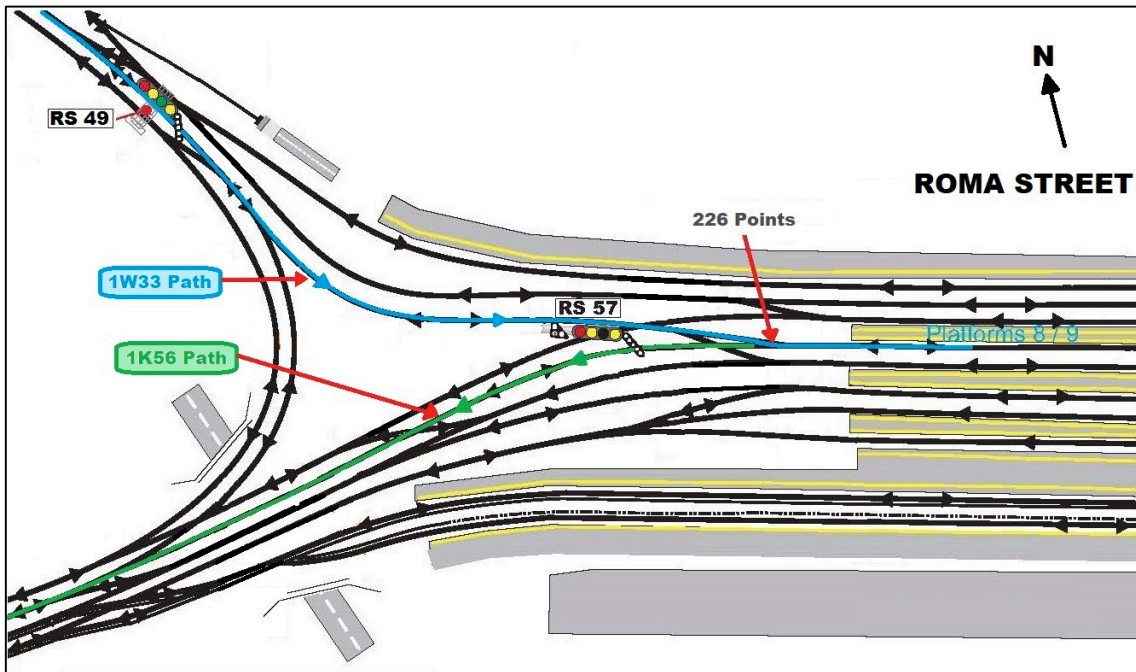 N
RS 49
ROMA STREET
226 Points
1W33 Path
RS 57
Platforms 8 / 9
1K56 Path